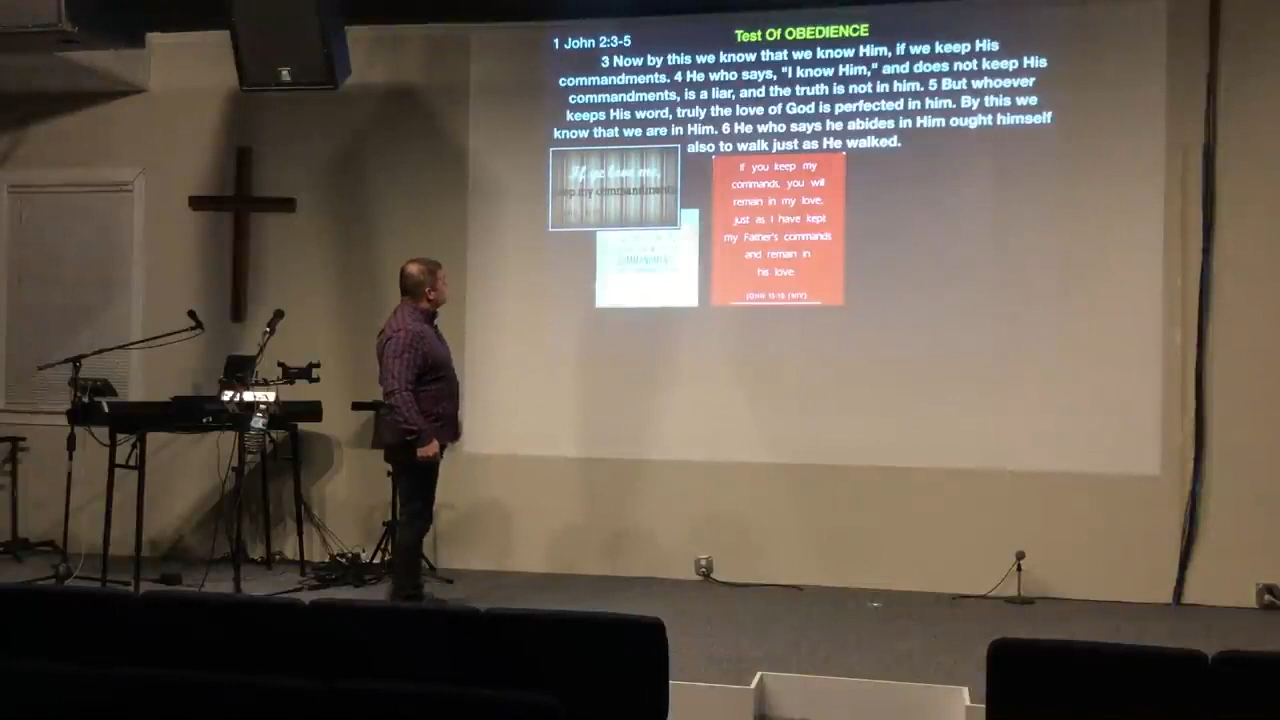 Test Of OBEDIENCE
1 John 2:3-5
3 Now by this we know that we know Him, if we keep His
commandments. 4 He who says, "I know Him," and does not keep His
commandments, is a liar, and the truth is not in him. 5 But whoever
keeps His word, truly the love of God is perfected in him. By this we
know that we are in Him. 6 He who says he abides in Him ought himself
also to walk just as He walked.
If ye love me,
keep my commandments
If you keep my
commands, you will
remain in my love,
just as I have kept
my Father's commands
and remain in
his love.